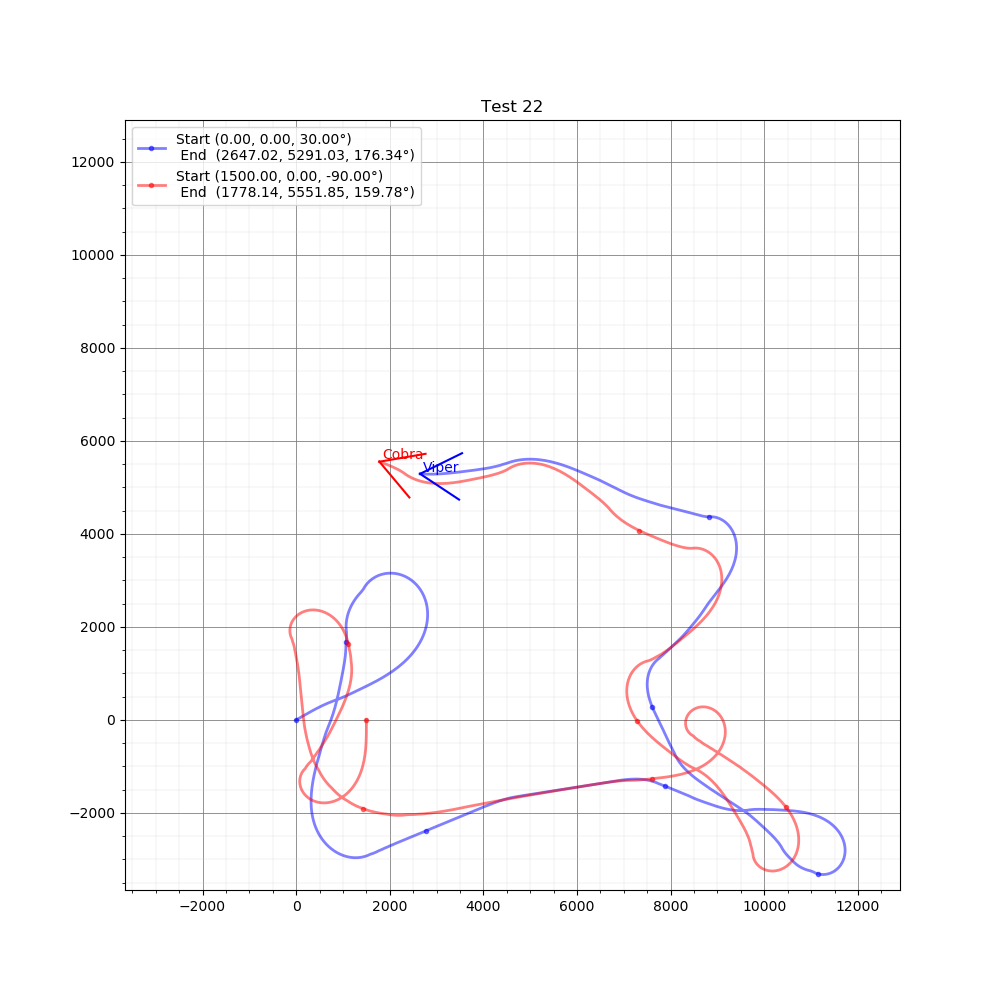 Test 22
Start (0.00, 0.00, 30.00°)
End (2647.02, 5291.03, 176.34°)
Start (1500.00, 0.00, -90.00°)
End (1778.14, 5551.85, 159.78°)
12000
10000
8000
6000
4000
2000
0
−2000
Cobra
Viper
−2000 0 2000 4000 6000 8000 10000 12000